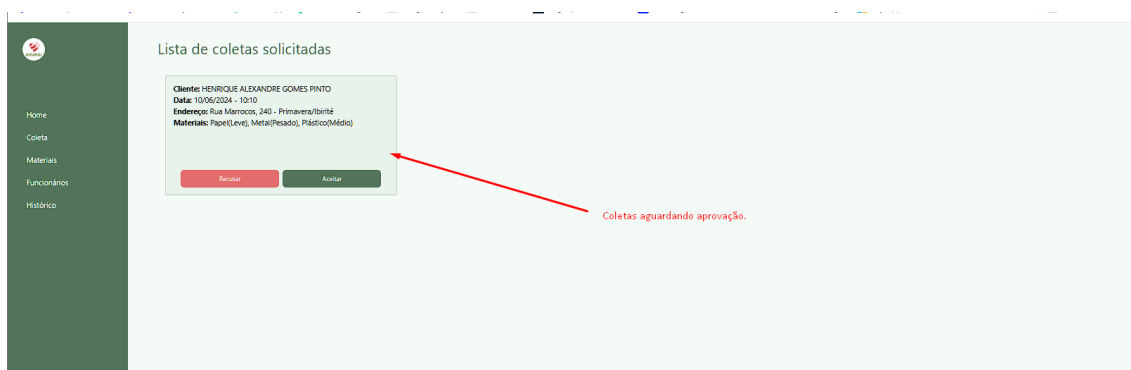 Lista de coletas solicitadas
Cliente: HENRIQUE ALEXANDRE GOMES PINTO
Data: 10/06/2024 - 10:10
Endereço: Rua Marrocos, 240 - Primavera/Ibirité
Materiais: Papel(Leve), Metal(Pesado), Plástico(Médio)
Recusar
Aceitar
Home
Coleta
Materiais
Funcionários
Histórico
Coletas aguardando aprovação.